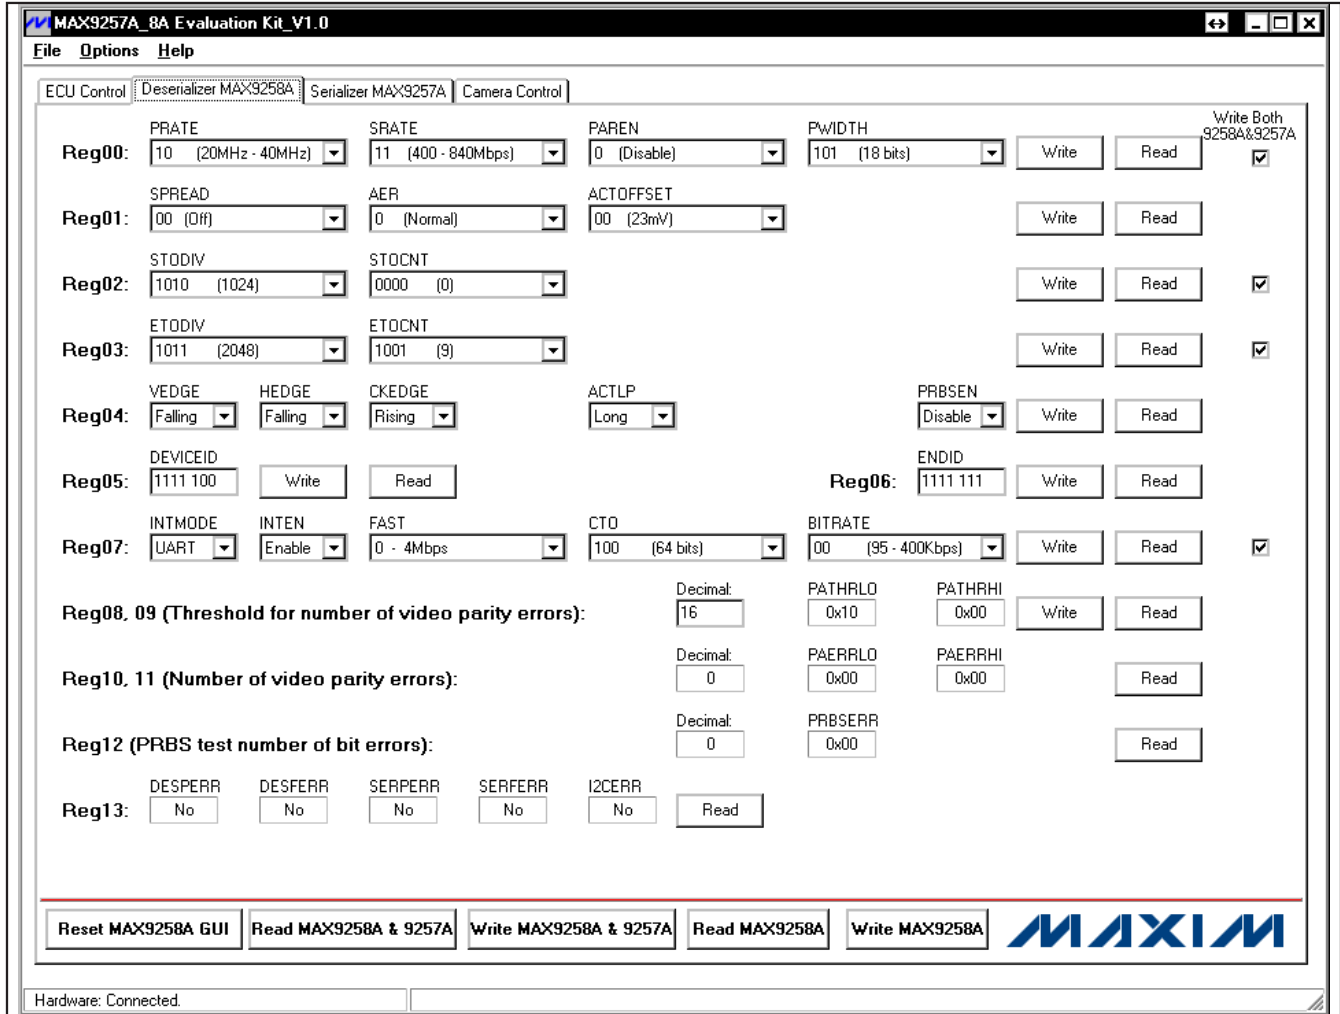 MAX9257A_8A Evaluation Kit_V1.0
File Options Help
ECU Control Deserializer MAX9258A Serializer MAX9257A Camera Control
Write Both
9258A&9257A
PRATE SRATE PAREN PWIDTH
Reg00: 10 (20MHz - 40MHz) 11 (400 - 840Mbps) 0 (Disable) 101 (18 bits) Write Read
SPREAD AER ACTOFFSET
Reg01: 00 (Off) 0 (Normal) 00 (23mV) Write Read
STODIV STOCNT
Reg02: 1010 (1024) 0000 (0) Write Read
ETODIV ETOCNT
Reg03: 1011 (2048) 1001 (9) Write Read
VEDGE HEDGE CKEDGE ACTLP PRBSEN
Reg04: Falling Falling Rising Long Disable Write Read
DEVICEID ENDID
Reg05: 1111 100 Write Read Reg06: 1111 111 Write Read
INTMODE INTEN FAST CTO BITRATE
Reg07: UART Enable 0 - 4Mbps 100 (64 bits) 00 (95 - 400Kbps) Write Read
Decimal: PATHRLO PATHRHI
Reg08, 09 (Threshold for number of video parity errors): 16 0x10 0x00 Write Read
Decimal: PAERRLO PAERRHI
Reg10, 11 (Number of video parity errors): 0 0x00 0x00 Read
Decimal: PRBSERR
Reg12 (PRBS test number of bit errors): 0 0x00 Read
DESPERR DESFERR SERPERR SERFERR I2CERR
Reg13: No No No No No Read
Reset MAX9258A GUI Read MAX9258A & 9257A Write MAX9258A & 9257A Read MAX9258A Write MAX9258A MAXIM
Hardware: Connected.